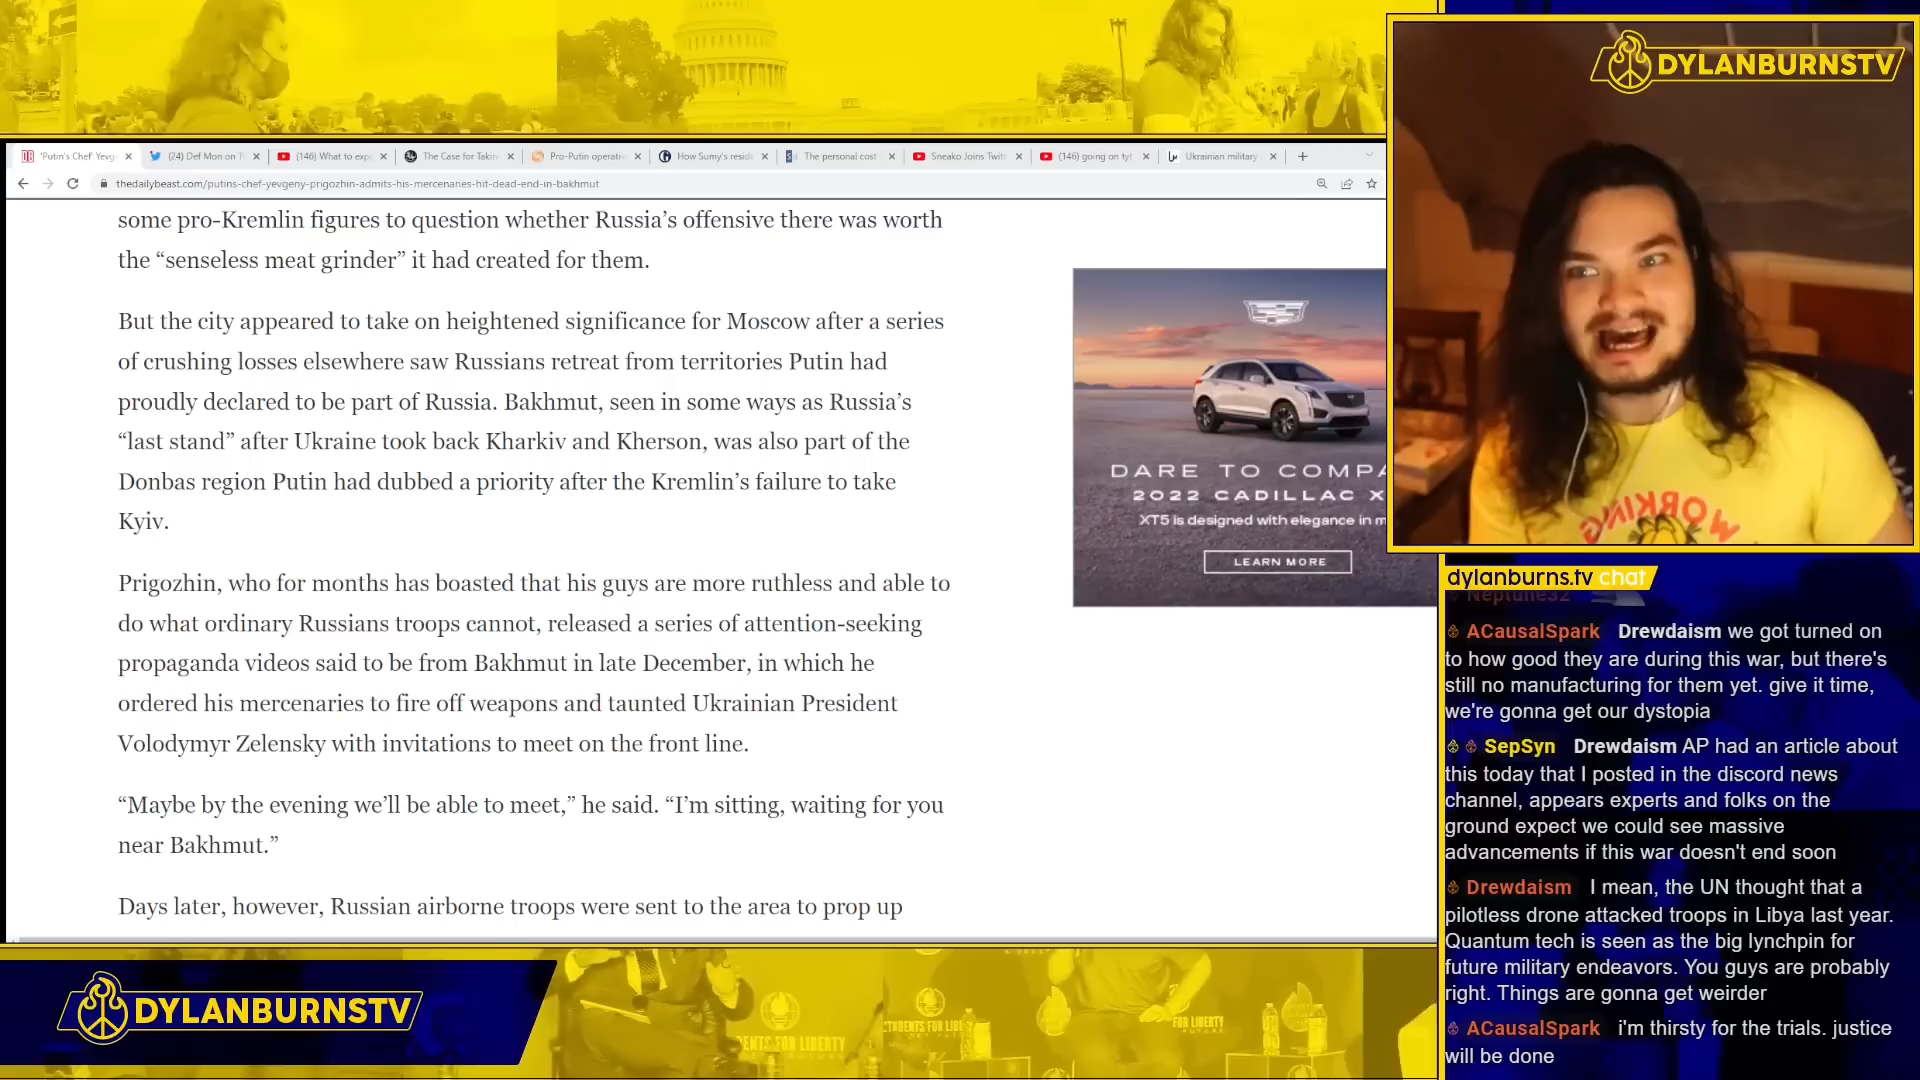 DYLANBURNSTV
'Putin's Chef' Yevg
(24) Def Mon on T
(146) What to exp
The Case for Takin
Pro-Putin operati
How Sumy's reside
The personal cost
Sneako Joins Twit
(146) going on tyt
Ukrainian military
thedailybeast.com/putins-chef-yevgeny-prigozhin-admits-his-mercenaries-hit-dead-end-in-bakhmut
some pro-Kremlin figures to question whether Russia’s offensive there was worth
the “senseless meat grinder” it had created for them.
But the city appeared to take on heightened significance for Moscow after a series
of crushing losses elsewhere saw Russians retreat from territories Putin had
proudly declared to be part of Russia. Bakhmut, seen in some ways as Russia’s
“last stand” after Ukraine took back Kharkiv and Kherson, was also part of the
Donbas region Putin had dubbed a priority after the Kremlin’s failure to take
Kyiv.
Prigozhin, who for months has boasted that his guys are more ruthless and able to
do what ordinary Russians troops cannot, released a series of attention-seeking
propaganda videos said to be from Bakhmut in late December, in which he
ordered his mercenaries to fire off weapons and taunted Ukrainian President
Volodymyr Zelensky with invitations to meet on the front line.
“Maybe by the evening we’ll be able to meet,” he said. “I’m sitting, waiting for you
near Bakhmut.”
Days later, however, Russian airborne troops were sent to the area to prop up
DARE TO COMPA
2022 CADILLAC X
XT5 is designed with elegance in m
LEARN MORE
WORKING
dylanburns.tv chat
Neptune32
ACausalSpark Drewdaism we got turned on
to how good they are during this war, but there's
still no manufacturing for them yet. give it time,
we're gonna get our dystopia
SepSyn Drewdaism AP had an article about
this today that I posted in the discord news
channel, appears experts and folks on the
ground expect we could see massive
advancements if this war doesn't end soon
Drewdaism I mean, the UN thought that a
pilotless drone attacked troops in Libya last year.
Quantum tech is seen as the big lynchpin for
future military endeavors. You guys are probably
right. Things are gonna get weirder
ACausalSpark i'm thirsty for the trials. justice
will be done
DYLANBURNSTV
FOR LIBERTY